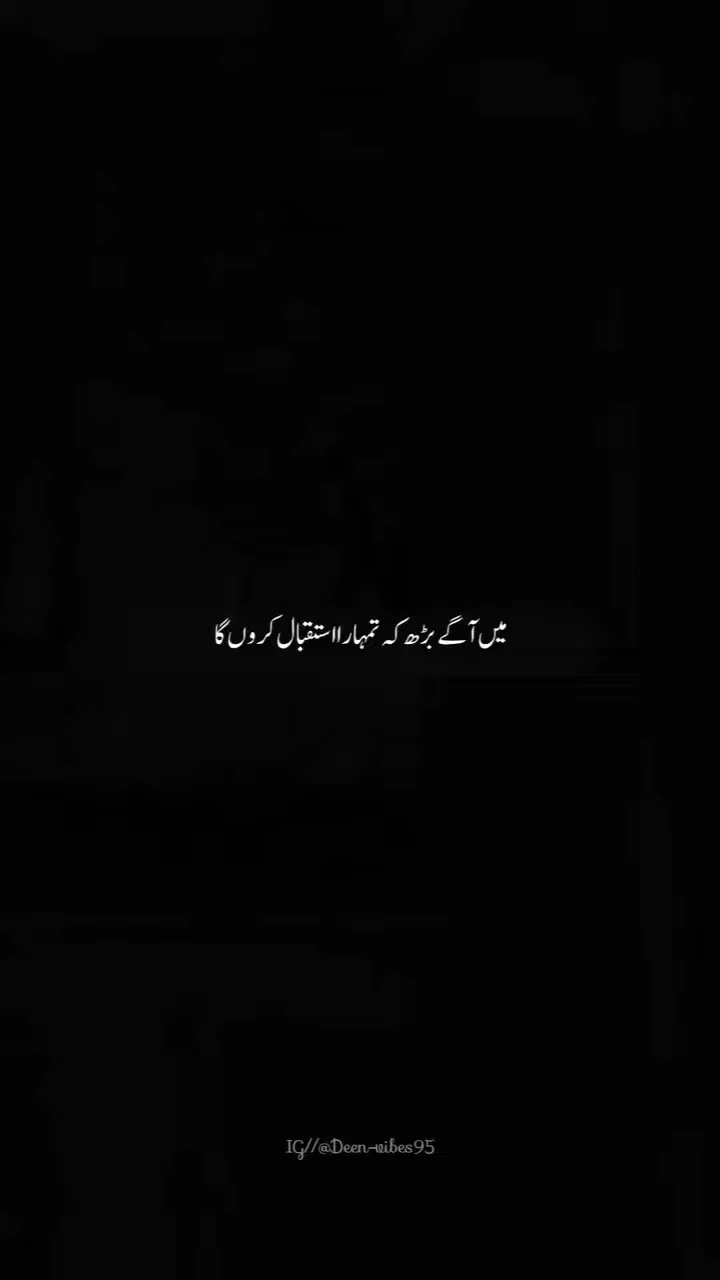 میں آگے بڑھ کہ تمہارا استقبال کروں گا
IG//@Deen-vibes95